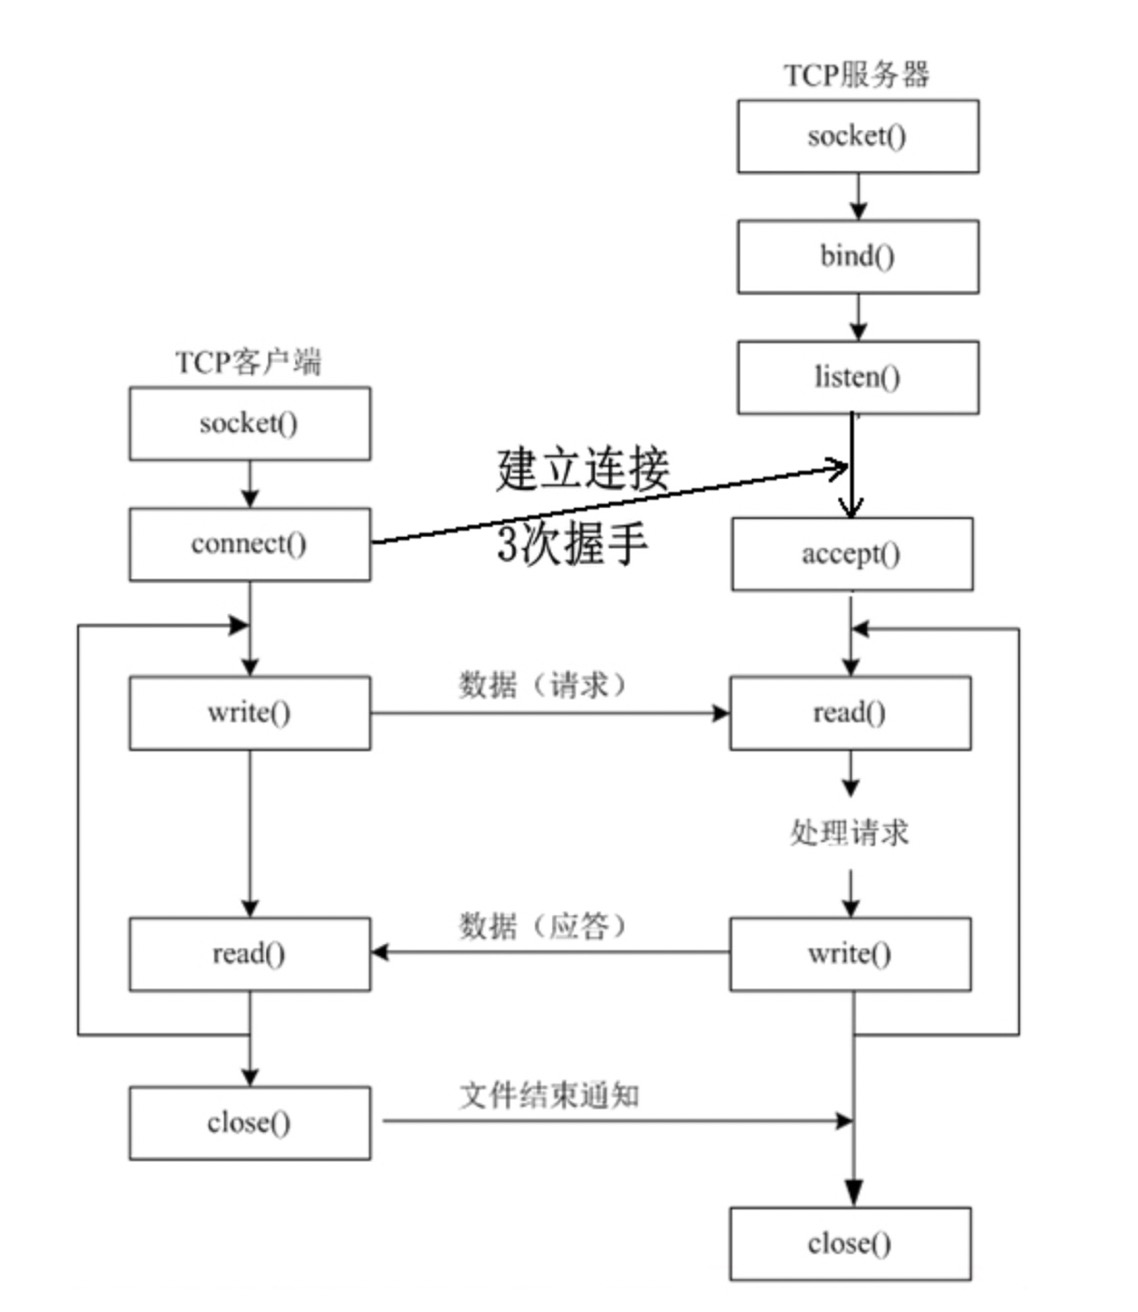 TCP服务器
socket()
bind()
listen()
TCP客户端
socket()
建立连接
connect()
3次握手
accept()
数据（请求）
write()
read()
处理请求
数据（应答）
read()
write()
文件结束通知
close()
close()